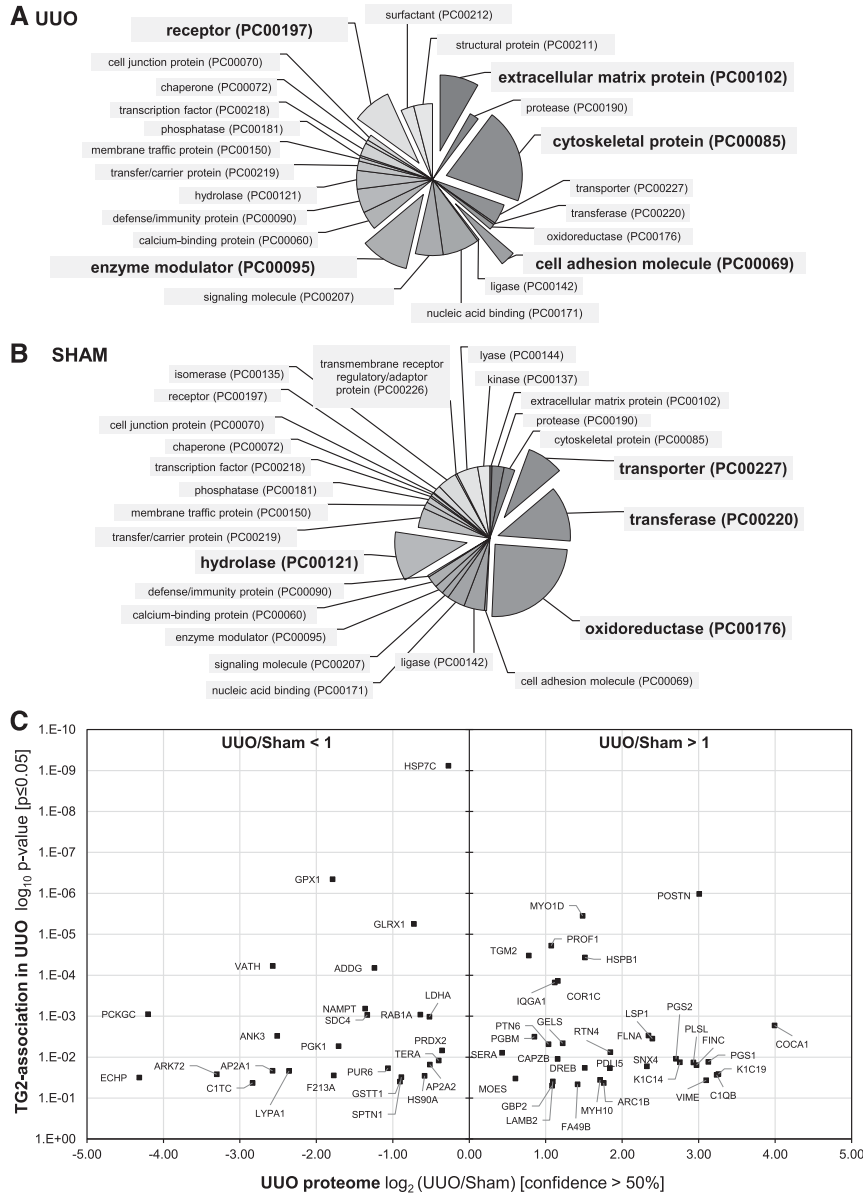 A UUO
surfactant (PC00212)
receptor (PC00197)
structural protein (PC00211)
cell junction protein (PC00070)
extracellular matrix protein (PC00102)
chaperone (PC00072)
protease (PC00190)
transcription factor (PC00218)
phosphatase (PC00181)
cytoskeletal protein (PC00085)
membrane traffic protein (PC00150)
transfer/carrier protein (PC00219)
transporter (PC00227)
hydrolase (PC00121)
transferase (PC00220)
defense/immunity protein (PC00090)
oxidoreductase (PC00176)
calcium-binding protein (PC00060)
cell adhesion molecule (PC00069)
enzyme modulator (PC00095)
ligase (PC00142)
signaling molecule (PC00207)
nucleic acid binding (PC00171)
B SHAM
lyase (PC00144)
transmembrane receptor
regulatory/adaptor
protein (PC00226)
isomerase (PC00135)
kinase (PC00137)
receptor (PC00197)
extracellular matrix protein (PC00102)
protease (PC00190)
cell junction protein (PC00070)
cytoskeletal protein (PC00085)
chaperone (PC00072)
transcription factor (PC00218)
transporter (PC00227)
phosphatase (PC00181)
membrane traffic protein (PC00150)
transferase (PC00220)
transfer/carrier protein (PC00219)
hydrolase (PC00121)
defense/immunity protein (PC00090)
calcium-binding protein (PC00060)
oxidoreductase (PC00176)
enzyme modulator (PC00095)
signaling molecule (PC00207)
ligase (PC00142)
cell adhesion molecule (PC00069)
nucleic acid binding (PC00171)
C
TG2-association in UUO log10 p-value [p≤0.05]
1.E-10
1.E-09
1.E-08
1.E-07
1.E-06
1.E-05
1.E-04
1.E-03
1.E-02
1.E-01
1.E+00
UUO/Sham < 1
UUO/Sham > 1
HSP7C
GPX1
GLRX1
VATH
ADDG
PCKGC
NAMPT
SDC4
RAB1A
LDHA
ANK3
PGK1
PRDX2
TERA
ECHP
ARK72
AP2A1
C1TC
LYPA1
F213A
PUR6
GSTT1
SPTN1
HS90A
AP2A2
POSTN
MYO1D
PROF1
TGM2
HSPB1
IQGA1
COR1C
PTN6
GELS
PGBM
SERA
CAPZB
RTN4
LSP1
FLNA
PGS2
PLSL
FINC
COCA1
DREB
PDLI5
SNX4
PGS1
K1C14
K1C19
MOES
GBP2
LAMB2
FA49B
MYH10
ARC1B
VIME
C1QB
-5.00 -4.00 -3.00 -2.00 -1.00 0.00 1.00 2.00 3.00 4.00 5.00
UUO proteome log2 (UUO/Sham) [confidence > 50%]